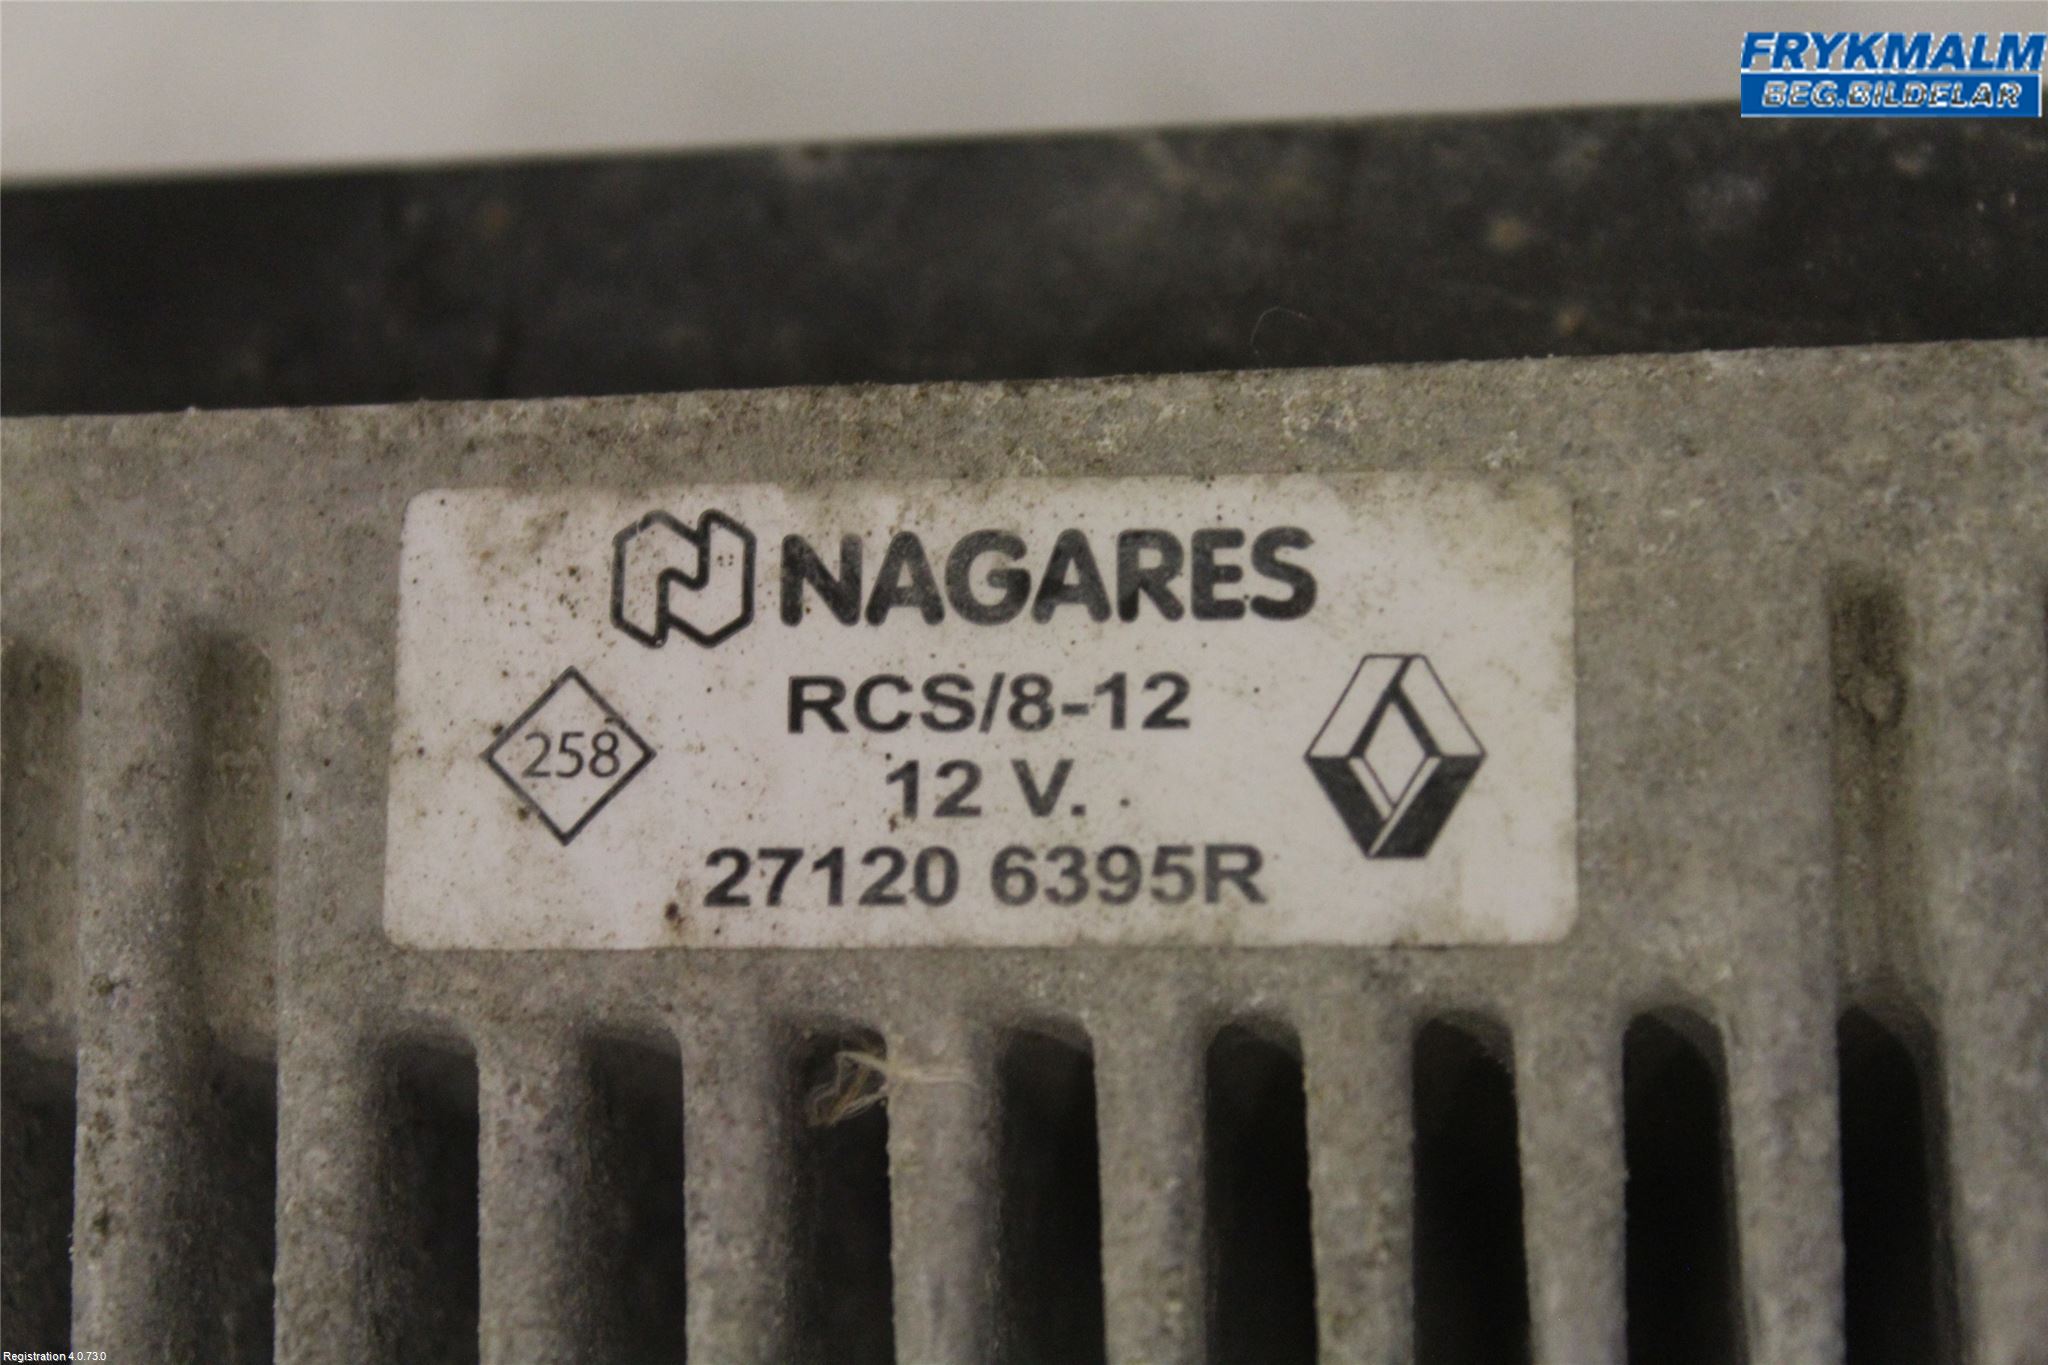 FRYKMALM
BEG.BILDELAR
NAGARES
RCS/8-12
258
12 V.
27120 6395R
Registration 4.0.73.0